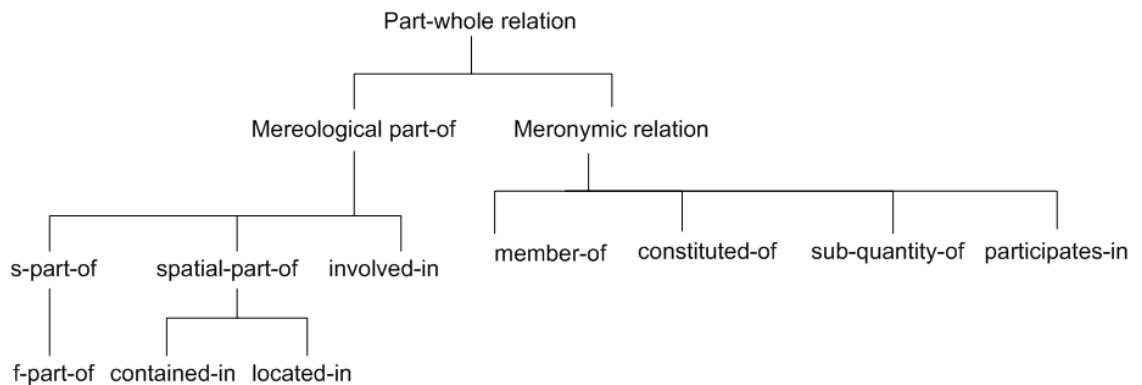 Part-whole relation
Mereological part-of Meronymic relation
s-part-of spatial-part-of involved-in member-of constituted-of sub-quantity-of participates-in
f-part-of contained-in located-in